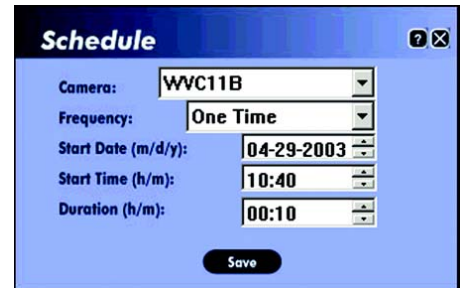 Schedule ? X
Camera: WVC11B
Frequency: One Time
Start Date (m/d/y): 04-29-2003
Start Time (h/m): 10:40
Duration (h/m): 00:10
Save